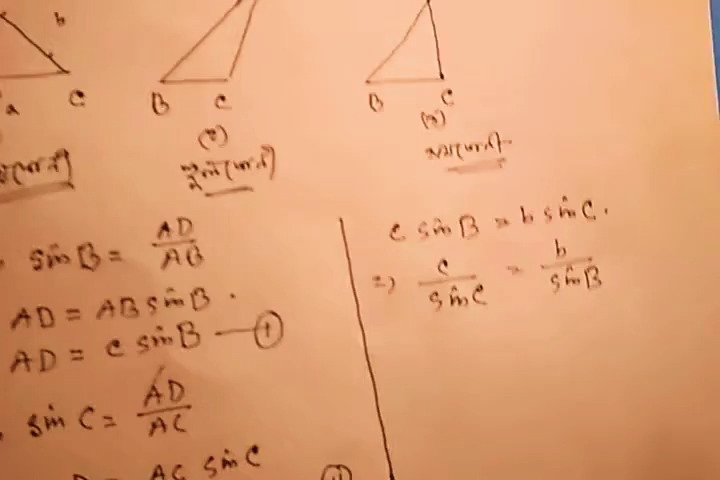 b
a C
B C
B C
(২)
(৩)
স্থূলকোণী
সমকোণী
sin B = AD/AB
AD = AB sin B.
AD = c sin B — ①
sin C = AD/AC
AC sin C
c sin B = b sin C.
=> c/sin C = b/sin B